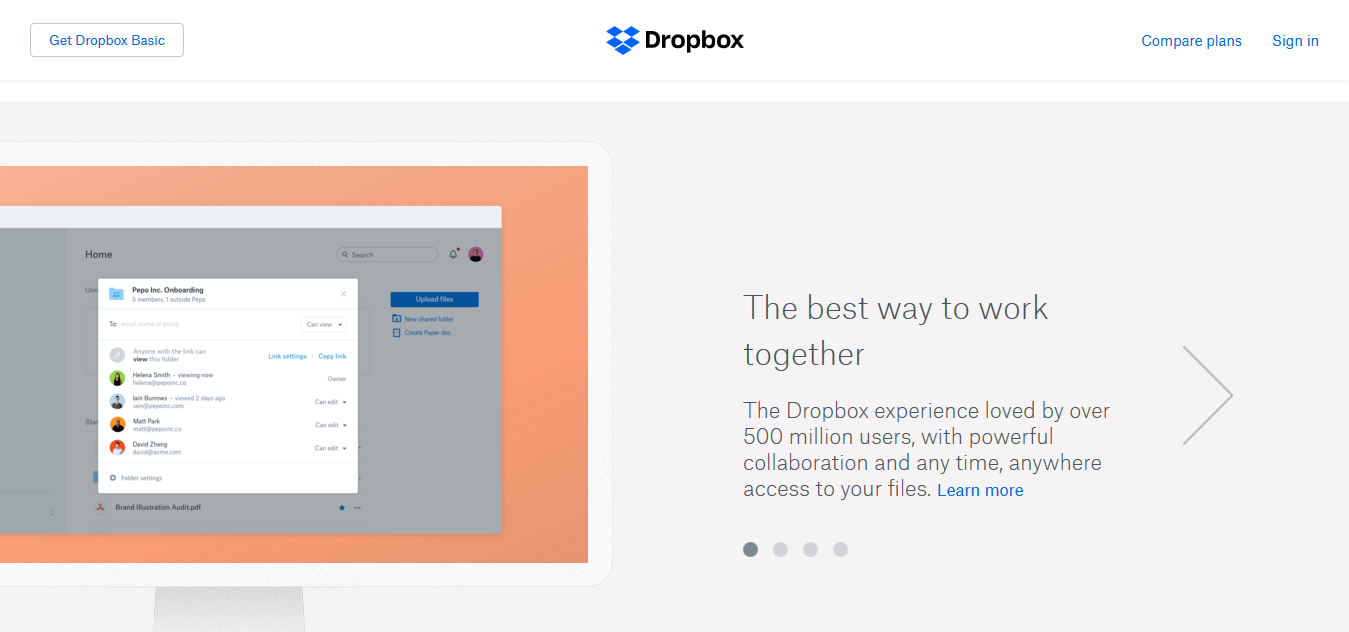 Get Dropbox Basic
Dropbox
Compare plans
Sign in
Home
Search
Pepo Inc. Onboarding
5 members, 1 outside Pepo
To: email, name or group
Can view
Anyone with the link can
view this folder
Link settings · Copy link
Helena Smith · viewing now
helena@pepoinc.co
Owner
Iain Burrows · viewed 2 days ago
iain@pepoinc.com
Can edit
Matt Park
matt@pepoinc.co
Can edit
David Zheng
david@acme.com
Can edit
Folder settings
Upload files
New shared folder
Create Paper doc
Brand Illustration Audit.pdf
The best way to work
together
The Dropbox experience loved by over
500 million users, with powerful
collaboration and any time, anywhere
access to your files. Learn more